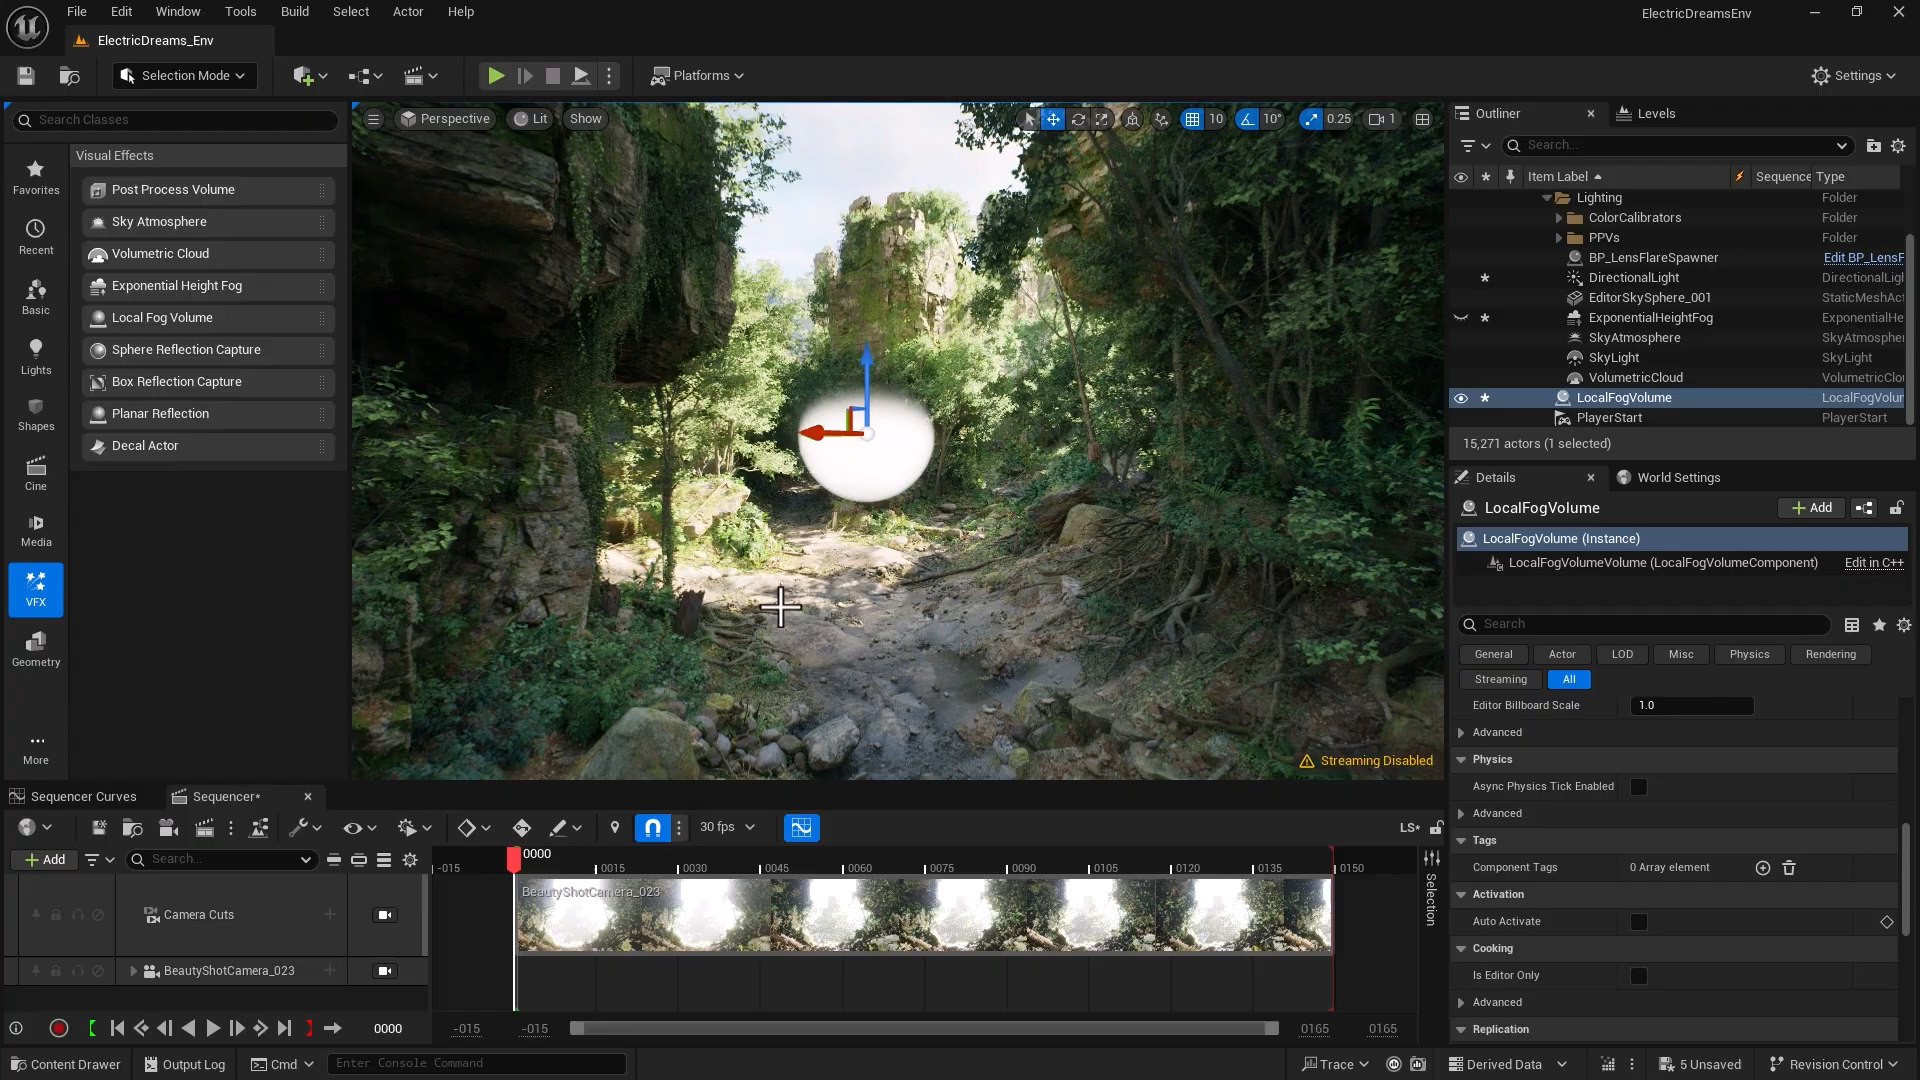 File Edit Window Tools Build Select Actor Help
ElectricDreamsEnv
ElectricDreams_Env
Selection Mode
Platforms
Settings
Search Classes
Favorites
Recent
Basic
Lights
Shapes
Cine
Media
VFX
Geometry
More
Visual Effects
Post Process Volume
Sky Atmosphere
Volumetric Cloud
Exponential Height Fog
Local Fog Volume
Sphere Reflection Capture
Box Reflection Capture
Planar Reflection
Decal Actor
Perspective Lit Show
10 10° 0.25 1
Streaming Disabled
Outliner Levels
Search...
Item Label Sequence Type
Lighting Folder
ColorCalibrators Folder
PPVs Folder
BP_LensFlareSpawner Edit BP_LensF
DirectionalLight DirectionalLigh
EditorSkySphere_001 StaticMeshAct
ExponentialHeightFog ExponentialHe
SkyAtmosphere SkyAtmospher
SkyLight SkyLight
VolumetricCloud VolumetricClou
LocalFogVolume LocalFogVolum
PlayerStart PlayerStart
15,271 actors (1 selected)
Details World Settings
LocalFogVolume
Add
LocalFogVolume (Instance)
LocalFogVolumeVolume (LocalFogVolumeComponent) Edit in C++
Search
General Actor LOD Misc Physics Rendering
Streaming All
Editor Billboard Scale 1.0
Advanced
Physics
Async Physics Tick Enabled
Advanced
Tags
Component Tags 0 Array element
Activation
Auto Activate
Cooking
Is Editor Only
Advanced
Replication
Sequencer Curves Sequencer*
30 fps
LS*
Add
Search...
-015 0000 0015 0030 0045 0060 0075 0090 0105 0120 0135 0150
Camera Cuts
BeautyShotCamera_023
BeautyShotCamera_023
Selection
0000
-015 -015 0165 0165
Content Drawer Output Log Cmd Enter Console Command
Trace Derived Data 5 Unsaved Revision Control